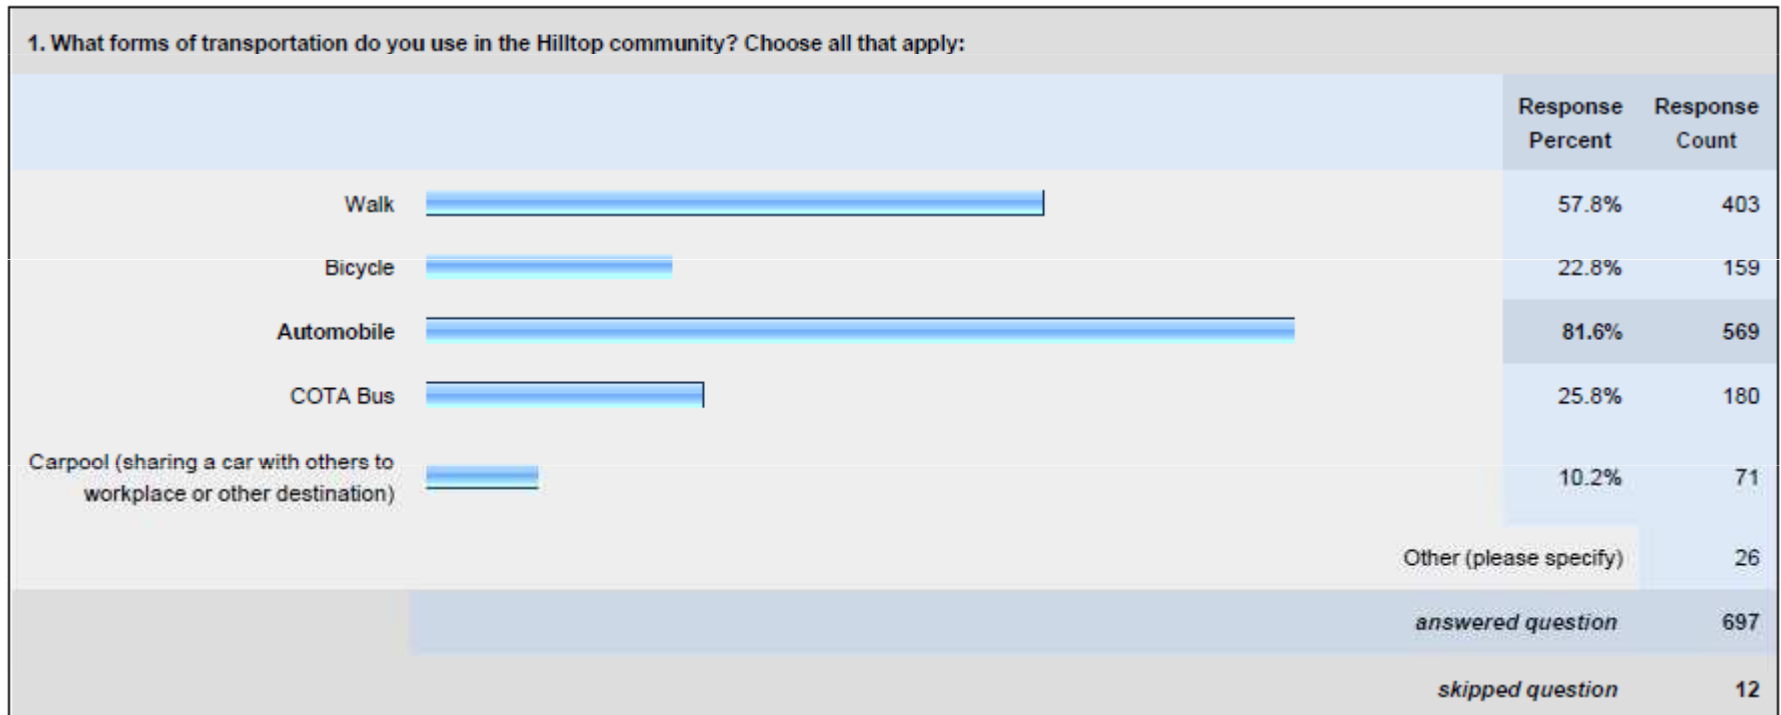 1. What forms of transportation do you use in the Hilltop community? Choose all that apply:
Response Percent
Response Count
Walk 57.8% 403
Bicycle 22.8% 159
Automobile 81.6% 569
COTA Bus 25.8% 180
Carpool (sharing a car with others to
workplace or other destination) 10.2% 71
Other (please specify) 26
answered question 697
skipped question 12